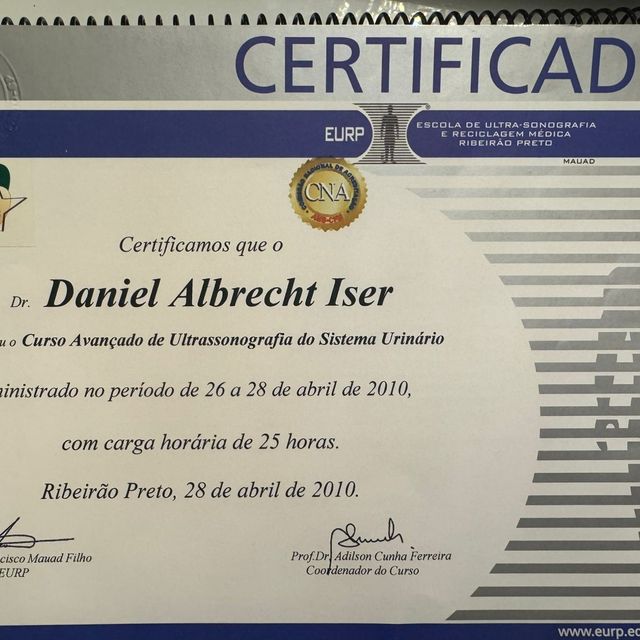 CERTIFICAD
EURP
ESCOLA DE ULTRA-SONOGRAFIA
E RECICLAGEM MÉDICA
RIBEIRÃO PRETO
MAUAD
CNA
Certificamos que o
Dr. Daniel Albrecht Iser
u o Curso Avançado de Ultrassonografia do Sistema Urinário
ministrado no período de 26 a 28 de abril de 2010,
com carga horária de 25 horas.
Ribeirão Preto, 28 de abril de 2010.
cisco Mauad Filho
EURP
Prof.Dr. Adilson Cunha Ferreira
Coordenador do Curso
www.eurp.ed